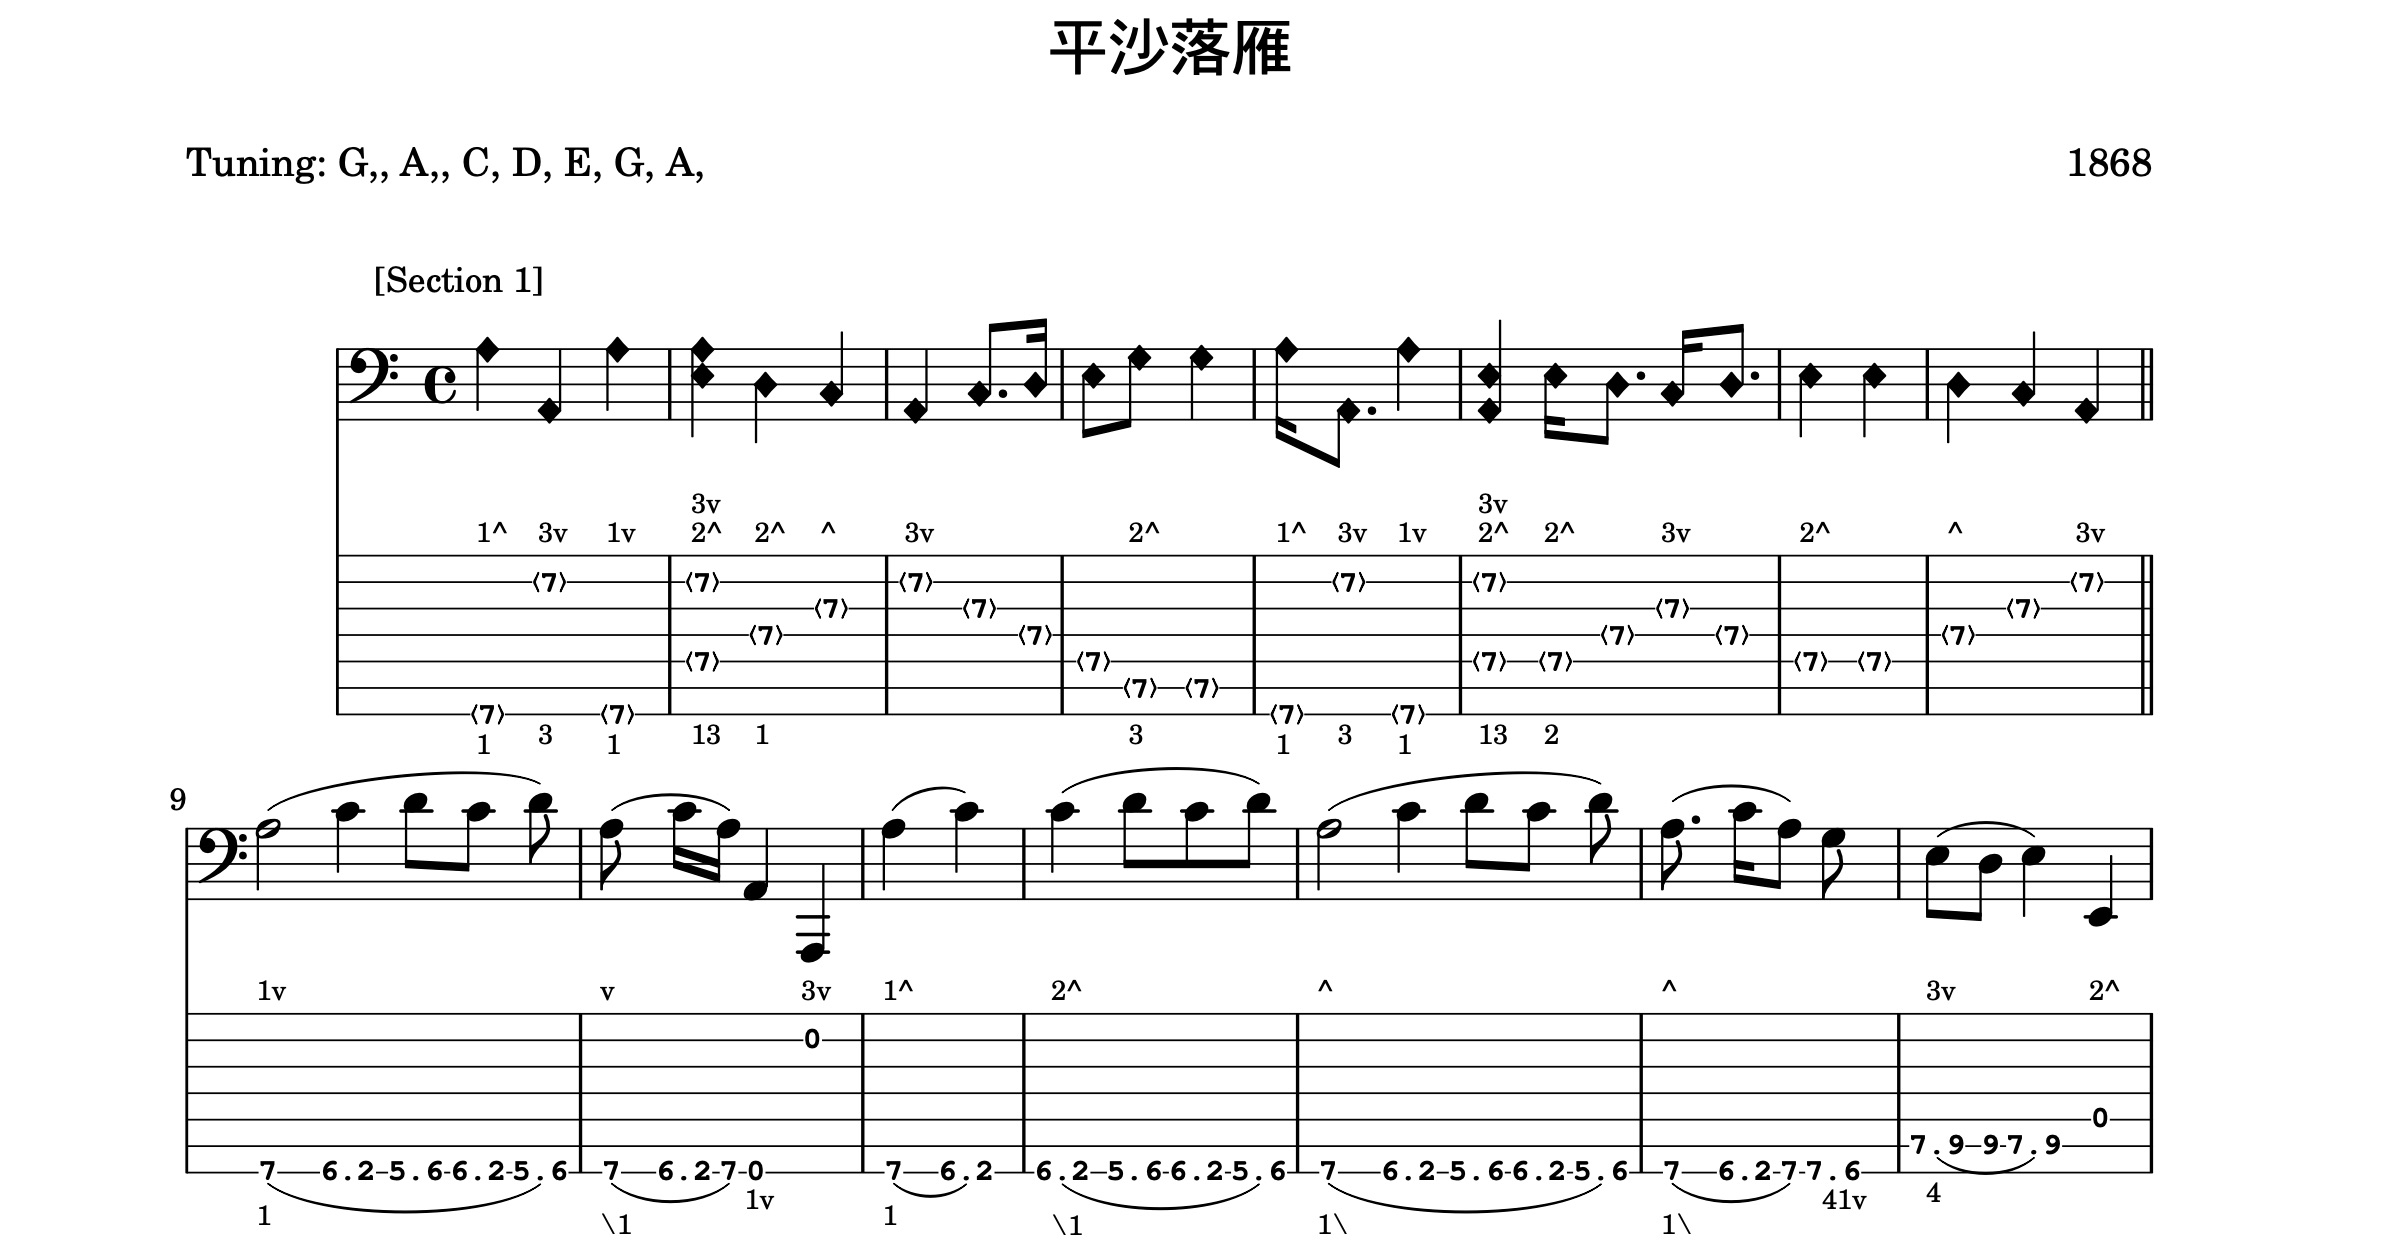 平沙落雁
Tuning: G,, A,, C, D, E, G, A, 1868
[Section 1]
3v 3v
1^ 3v 1v 2^ 2^ ^ 3v 2^ 1^ 3v 1v 2^ 2^ 3v 2^ ^ 3v
⟨7⟩ ⟨7⟩ ⟨7⟩ ⟨7⟩ ⟨7⟩ ⟨7⟩
⟨7⟩ ⟨7⟩ ⟨7⟩ ⟨7⟩
⟨7⟩ ⟨7⟩ ⟨7⟩ ⟨7⟩ ⟨7⟩
⟨7⟩ ⟨7⟩ ⟨7⟩ ⟨7⟩ ⟨7⟩ ⟨7⟩
⟨7⟩ ⟨7⟩
⟨7⟩ ⟨7⟩ ⟨7⟩ ⟨7⟩
1 3 1 13 1 3 1 3 1 13 2
9
1v v 3v 1^ 2^ ^ ^ 3v 2^
0
0
7.9 9 7.9
7 6.2 5.6 6.2 5.6 7 6.2 7 0 7 6.2 6.2 5.6 6.2 5.6 7 6.2 5.6 6.2 5.6 7 6.2 7 7.6
1 \1 1v 1 \1 1\ 1\ 41v 4